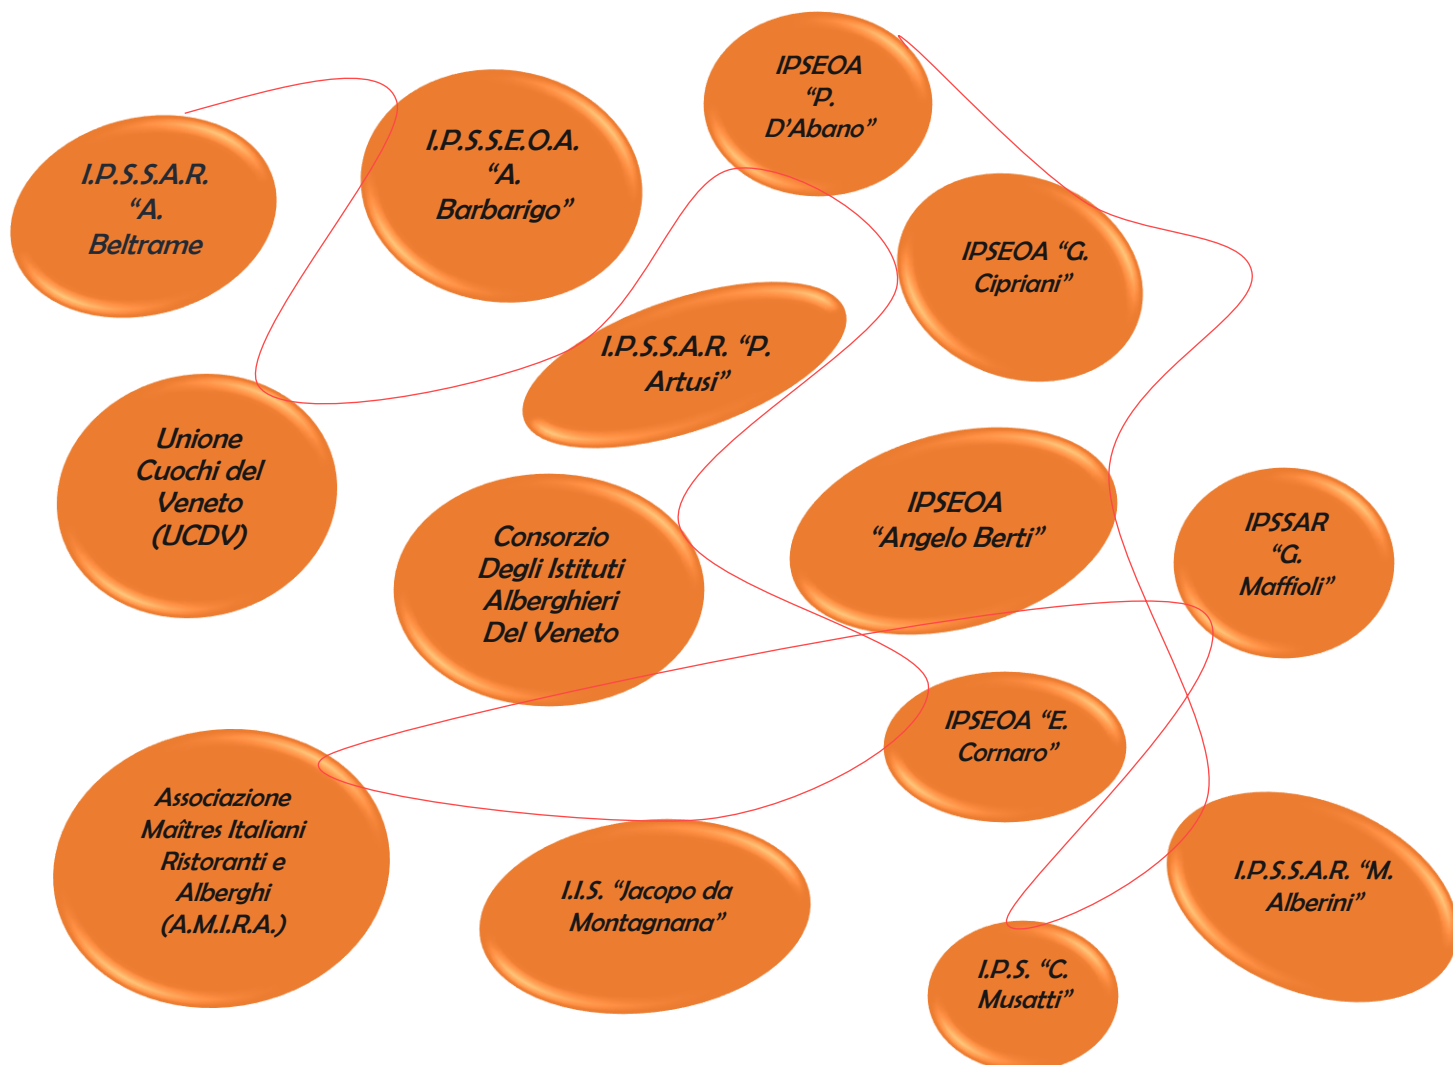 IPSEOA
“P.
D’Abano”
I.P.S.S.E.O.A.
“A.
Barbarigo”
I.P.S.S.A.R.
“A.
Beltrame
IPSEOA “G.
Cipriani”
I.P.S.S.A.R. “P.
Artusi”
Unione
Cuochi del
Veneto
(UCDV)
Consorzio
Degli Istituti
Alberghieri
Del Veneto
IPSEOA
“Angelo Berti”
IPSSAR
“G.
Maffioli”
IPSEOA “E.
Cornaro”
Associazione
Maîtres Italiani
Ristoranti e
Alberghi
(A.M.I.R.A.)
I.I.S. “Jacopo da
Montagnana”
I.P.S.S.A.R. “M.
Alberini”
I.P.S. “C.
Musatti”